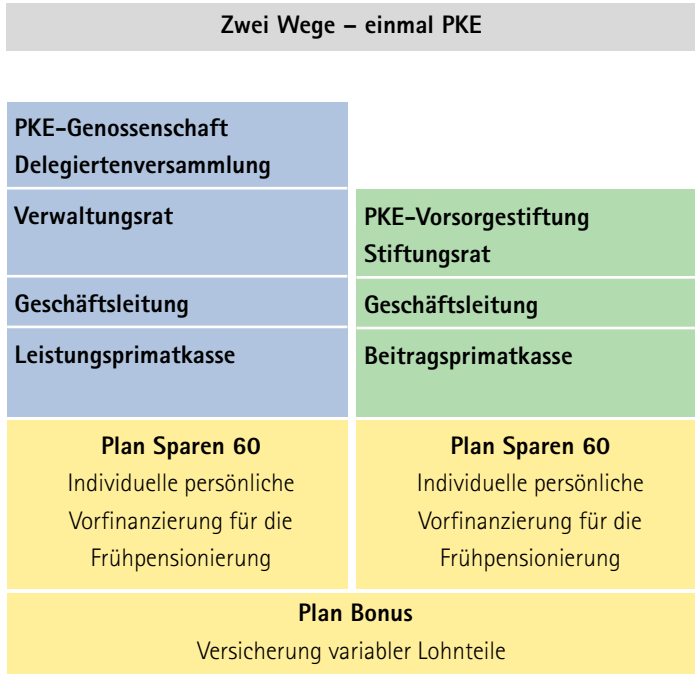 Zwei Wege – einmal PKE
PKE-Genossenschaft
Delegiertenversammlung
Verwaltungsrat
Geschäftsleitung
Leistungsprimatkasse
PKE-Vorsorgestiftung
Stiftungsrat
Geschäftsleitung
Beitragsprimatkasse
Plan Sparen 60
Individuelle persönliche
Vorfinanzierung für die
Frühpensionierung
Plan Sparen 60
Individuelle persönliche
Vorfinanzierung für die
Frühpensionierung
Plan Bonus
Versicherung variabler Lohnteile